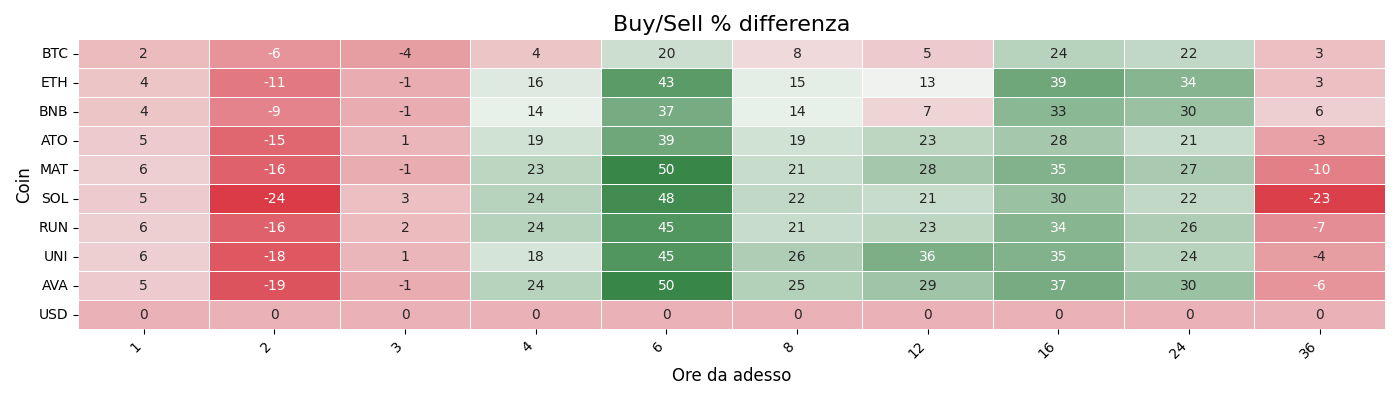 Buy/Sell % differenza
BTC 2 -6 -4 4 20 8 5 24 22 3
ETH 4 -11 -1 16 43 15 13 39 34 3
BNB 4 -9 -1 14 37 14 7 33 30 6
ATO 5 -15 1 19 39 19 23 28 21 -3
MAT 6 -16 -1 23 50 21 28 35 27 -10
SOL 5 -24 3 24 48 22 21 30 22 -23
RUN 6 -16 2 24 45 21 23 34 26 -7
UNI 6 -18 1 18 45 26 36 35 24 -4
AVA 5 -19 -1 24 50 25 29 37 30 -6
USD 0 0 0 0 0 0 0 0 0 0
Coin
1 2 3 4 6 8 12 16 24 36
Ore da adesso